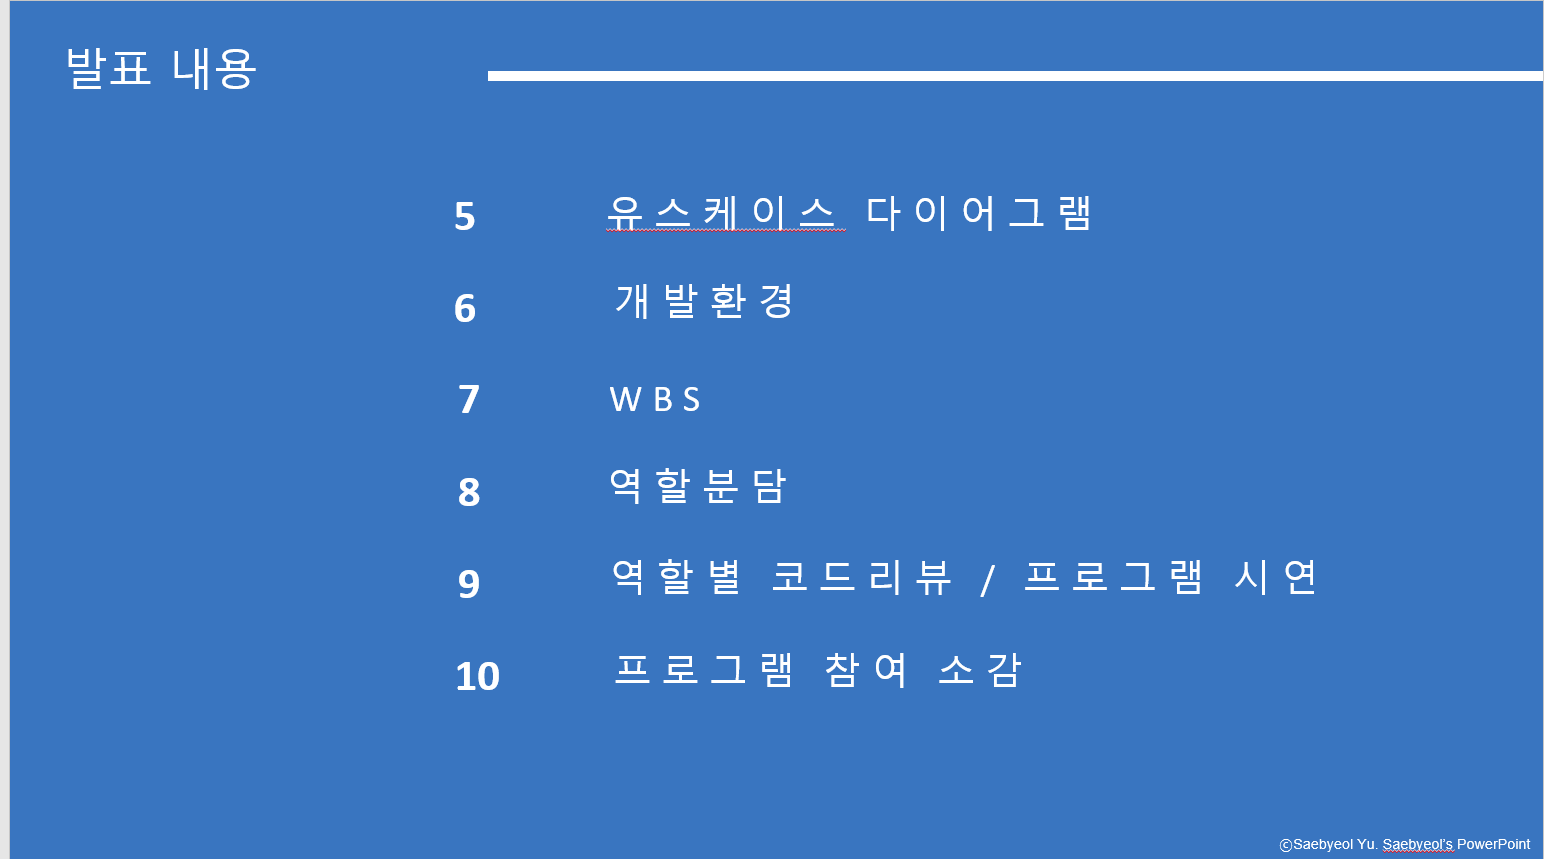 발표 내용
5 유스케이스 다이어그램
6 개발환경
7 WBS
8 역할분담
9 역할별 코드리뷰 / 프로그램 시연
10 프로그램 참여 소감
©Saebyeol Yu. Saebyeol’s PowerPoint